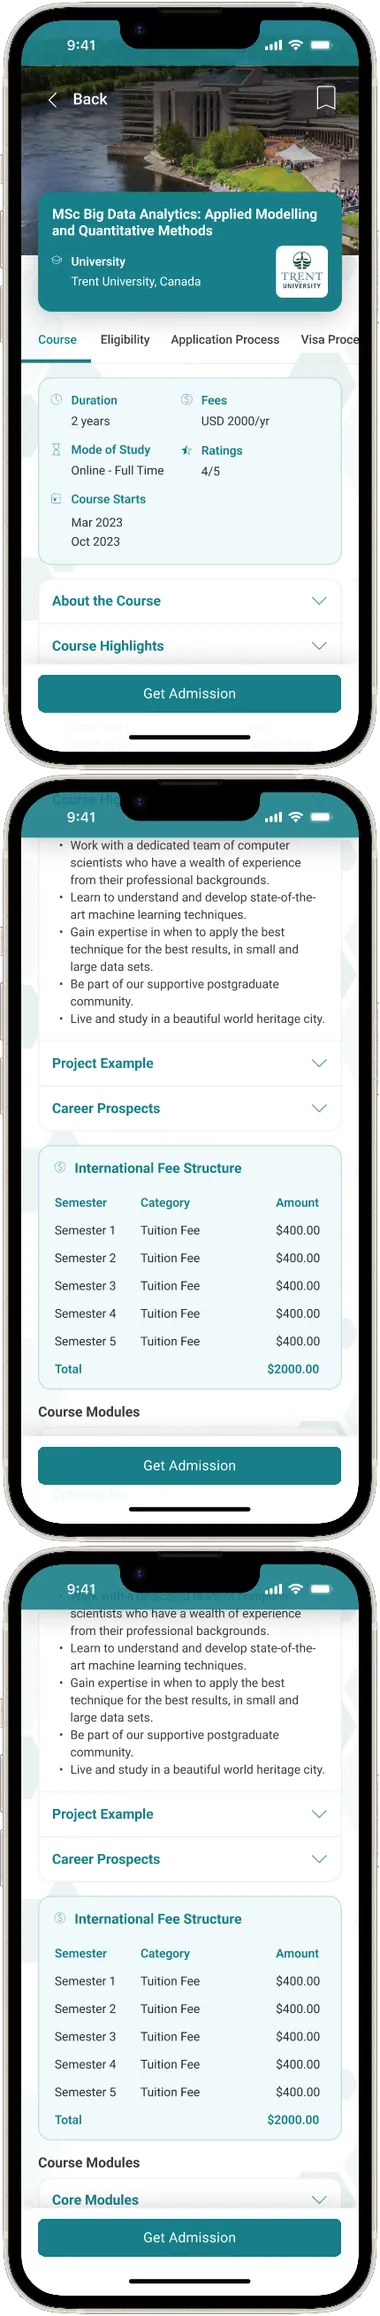 9:41
Back
MSc Big Data Analytics: Applied Modelling
and Quantitative Methods
University
Trent University, Canada
TRENT
UNIVERSITY
Course Eligibility Application Process Visa Proce
Duration Fees
2 years USD 2000/yr
Mode of Study Ratings
Online - Full Time 4/5
Course Starts
Mar 2023
Oct 2023
About the Course
Course Highlights
Get Admission
9:41
• Work with a dedicated team of computer
scientists who have a wealth of experience
from their professional backgrounds.
• Learn to understand and develop state-of-the-
art machine learning techniques.
• Gain expertise in when to apply the best
technique for the best results, in small and
large data sets.
• Be part of our supportive postgraduate
community.
• Live and study in a beautiful world heritage city.
Project Example
Career Prospects
International Fee Structure
Semester Category Amount
Semester 1 Tuition Fee $400.00
Semester 2 Tuition Fee $400.00
Semester 3 Tuition Fee $400.00
Semester 4 Tuition Fee $400.00
Semester 5 Tuition Fee $400.00
Total $2000.00
Course Modules
Get Admission
9:41
scientists who have a wealth of experience
from their professional backgrounds.
• Learn to understand and develop state-of-the-
art machine learning techniques.
• Gain expertise in when to apply the best
technique for the best results, in small and
large data sets.
• Be part of our supportive postgraduate
community.
• Live and study in a beautiful world heritage city.
Project Example
Career Prospects
International Fee Structure
Semester Category Amount
Semester 1 Tuition Fee $400.00
Semester 2 Tuition Fee $400.00
Semester 3 Tuition Fee $400.00
Semester 4 Tuition Fee $400.00
Semester 5 Tuition Fee $400.00
Total $2000.00
Course Modules
Core Modules
Get Admission